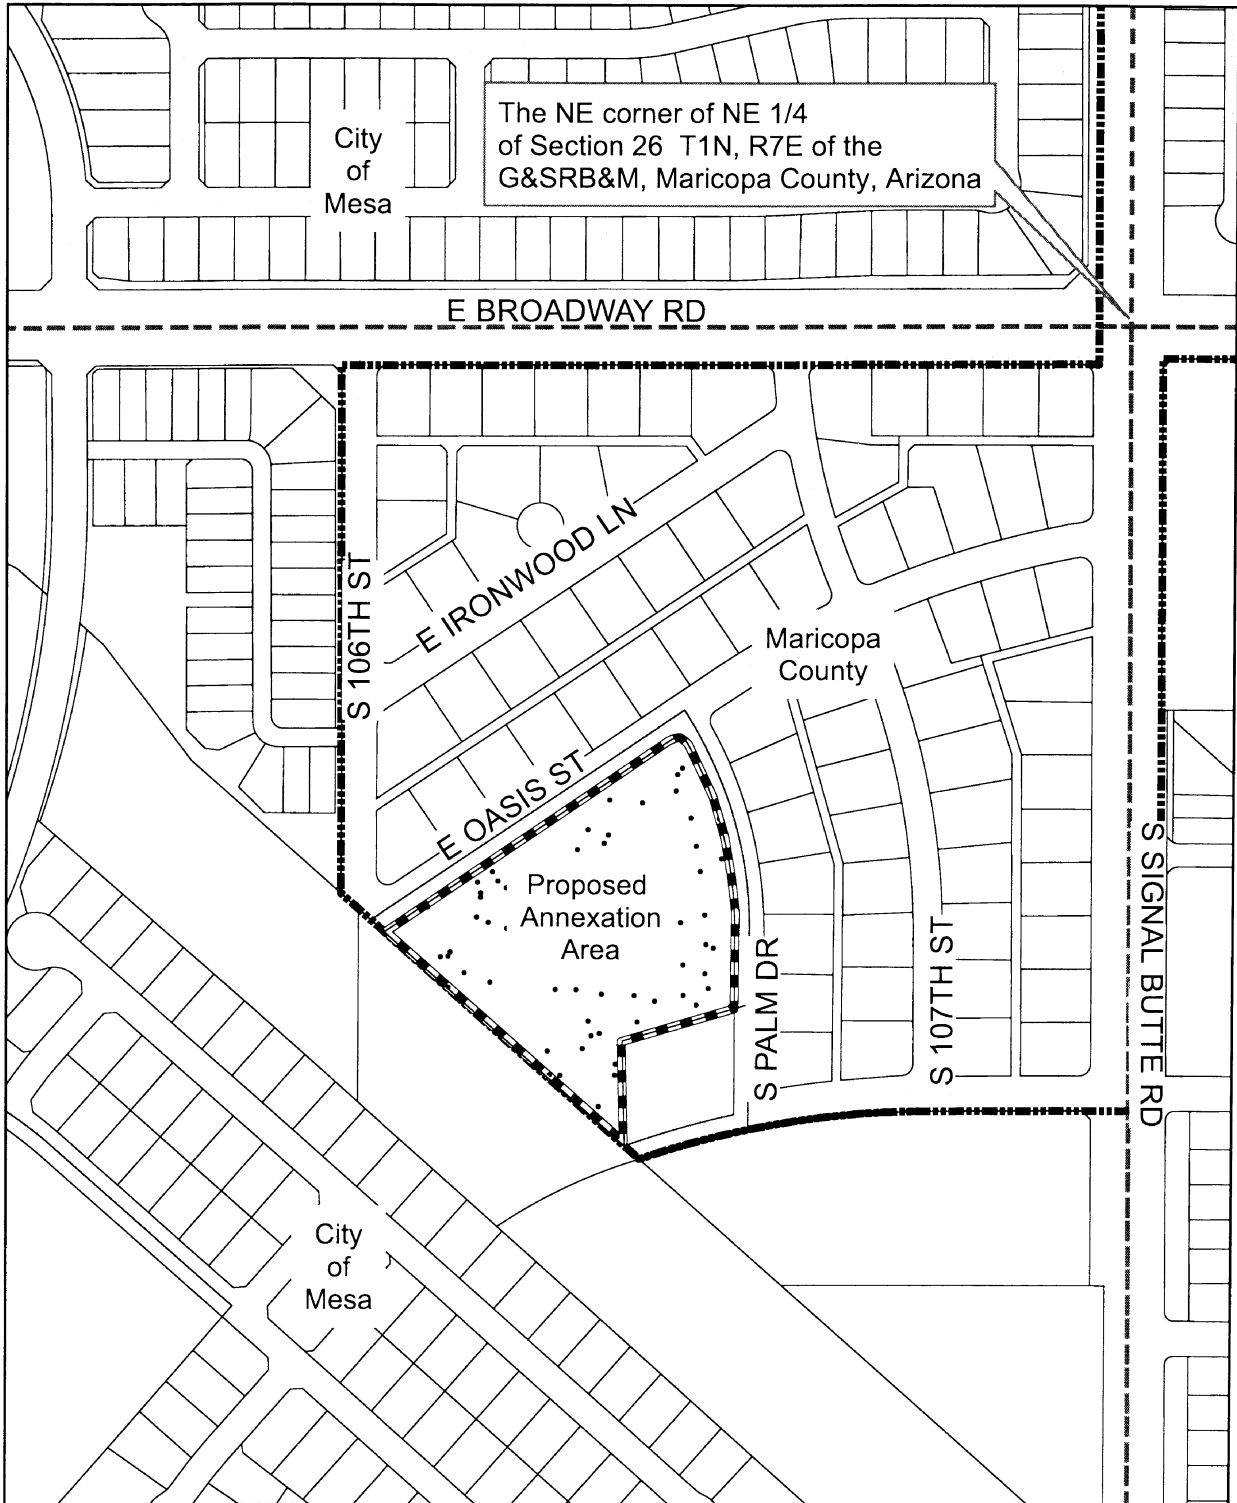 City
of
Mesa
The NE corner of NE 1/4
of Section 26 T1N, R7E of the
G&SRB&M, Maricopa County, Arizona
E BROADWAY RD
E IRONWOOD LN
S 106TH ST
Maricopa
County
E OASIS ST
Proposed
Annexation
Area
S PALM DR
S 107TH ST
S SIGNAL BUTTE RD
City
of
Mesa